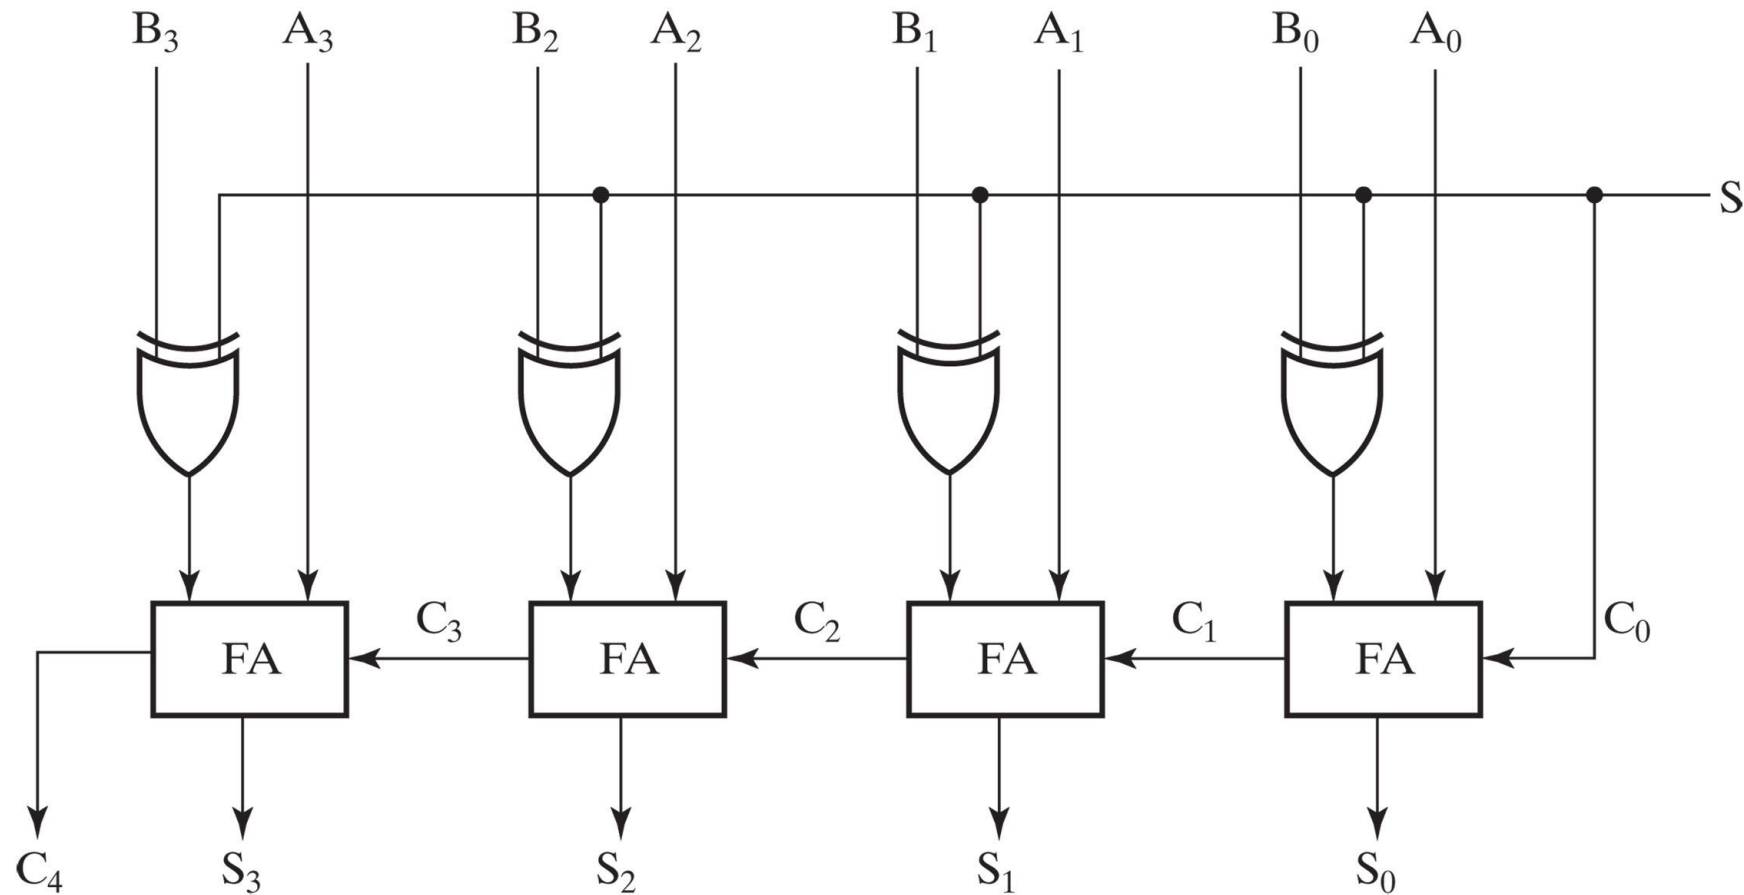 B₃ A₃ B₂ A₂ B₁ A₁ B₀ A₀
S
C₃ C₂ C₁ C₀
FA FA FA FA
C₄ S₃ S₂ S₁ S₀